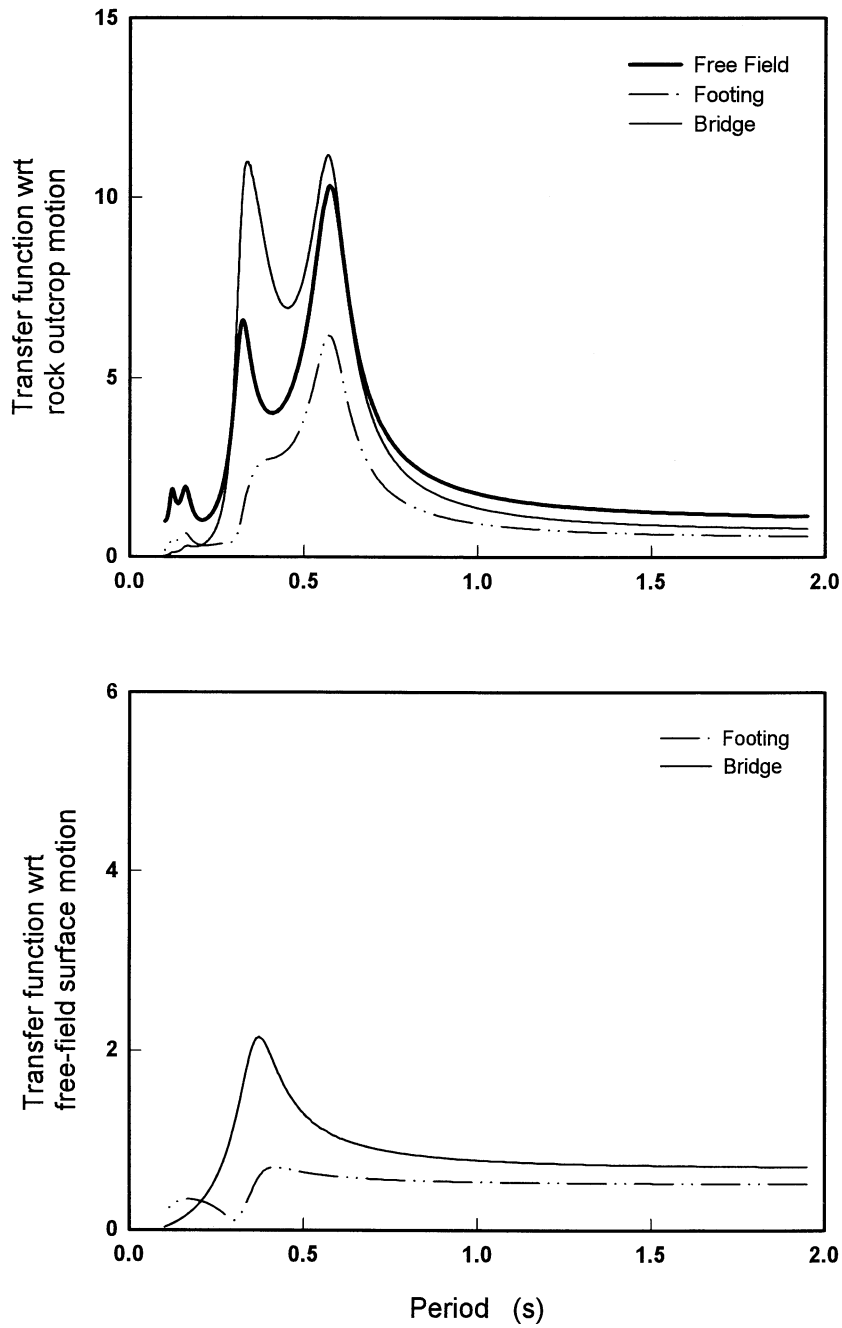 Transfer function wrt
rock outcrop motion
15
10
5
0
Free Field
Footing
Bridge
0.0
0.5
1.0
1.5
2.0
Transfer function wrt
free-field surface motion
6
4
2
0
Footing
Bridge
0.0
0.5
1.0
1.5
2.0
Period (s)